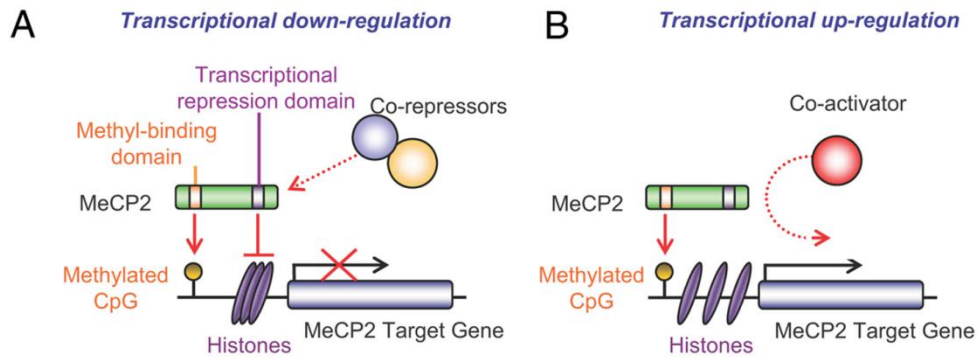 A
Transcriptional down-regulation
Transcriptional
repression domain
Co-repressors
Methyl-binding
domain
MeCP2
Methylated
CpG
MeCP2 Target Gene
Histones
B
Transcriptional up-regulation
Co-activator
MeCP2
Methylated
CpG
MeCP2 Target Gene
Histones